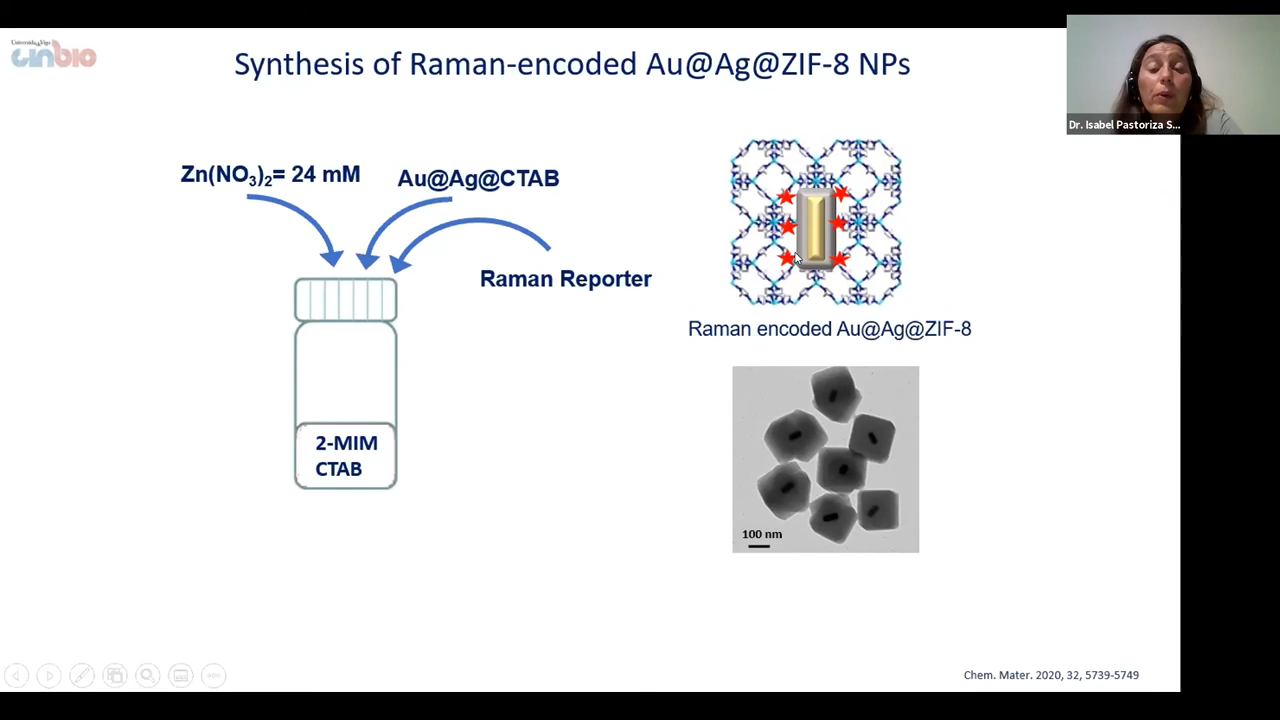 Universida de Vigo
cinbio
Synthesis of Raman-encoded Au@Ag@ZIF-8 NPs
Dr. Isabel Pastoriza S...
Zn(NO₃)₂= 24 mM
Au@Ag@CTAB
Raman Reporter
2-MIM
CTAB
Raman encoded Au@Ag@ZIF-8
100 nm
Chem. Mater. 2020, 32, 5739-5749